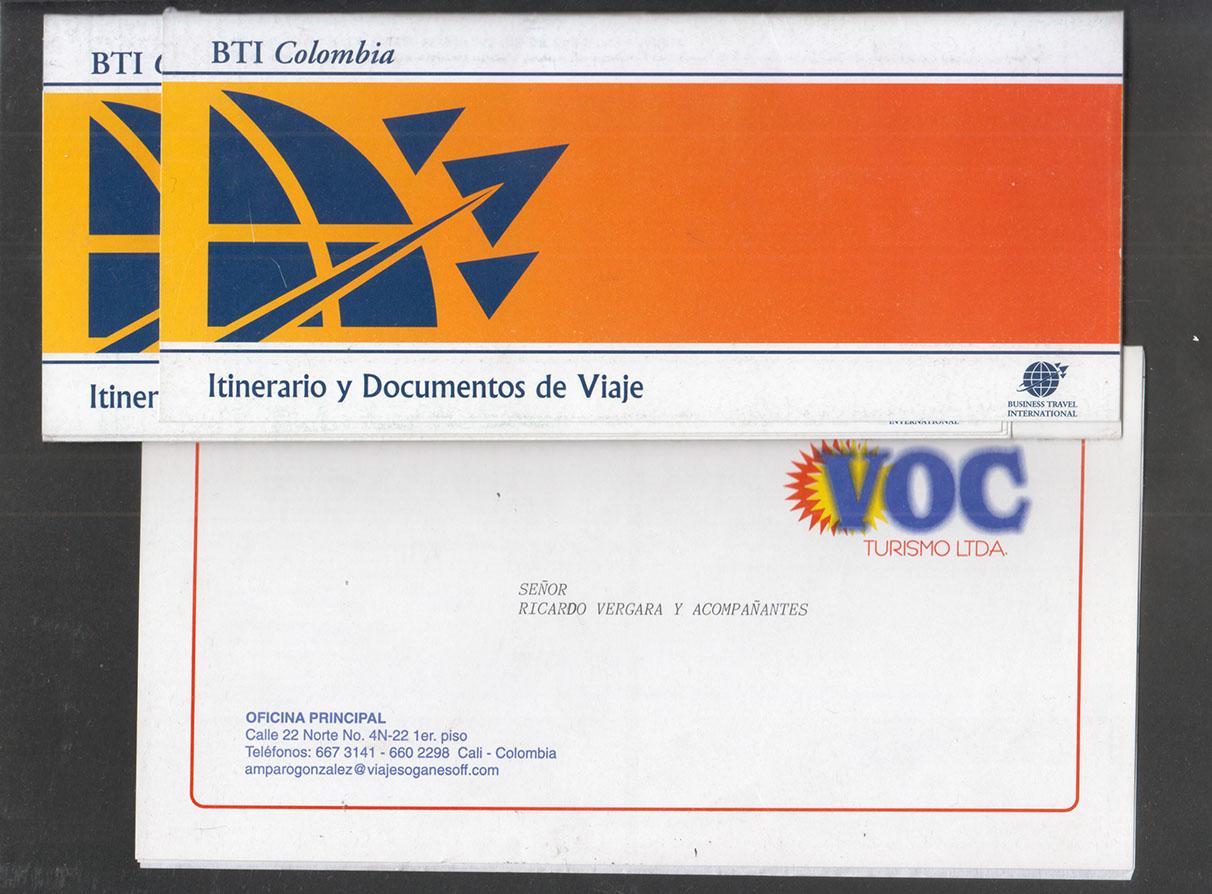 BTI Colombia
BTI
Itinerario y Documentos de Viaje
Itiner
BUSINESS TRAVEL
INTERNATIONAL
INTERNATIONAL
VOC
TURISMO LTDA.
SEÑOR
RICARDO VERGARA Y ACOMPAÑANTES
OFICINA PRINCIPAL
Calle 22 Norte No. 4N-22 1er. piso
Teléfonos: 667 3141 - 660 2298 Cali - Colombia
amparogonzalez@viajesoganesoff.com